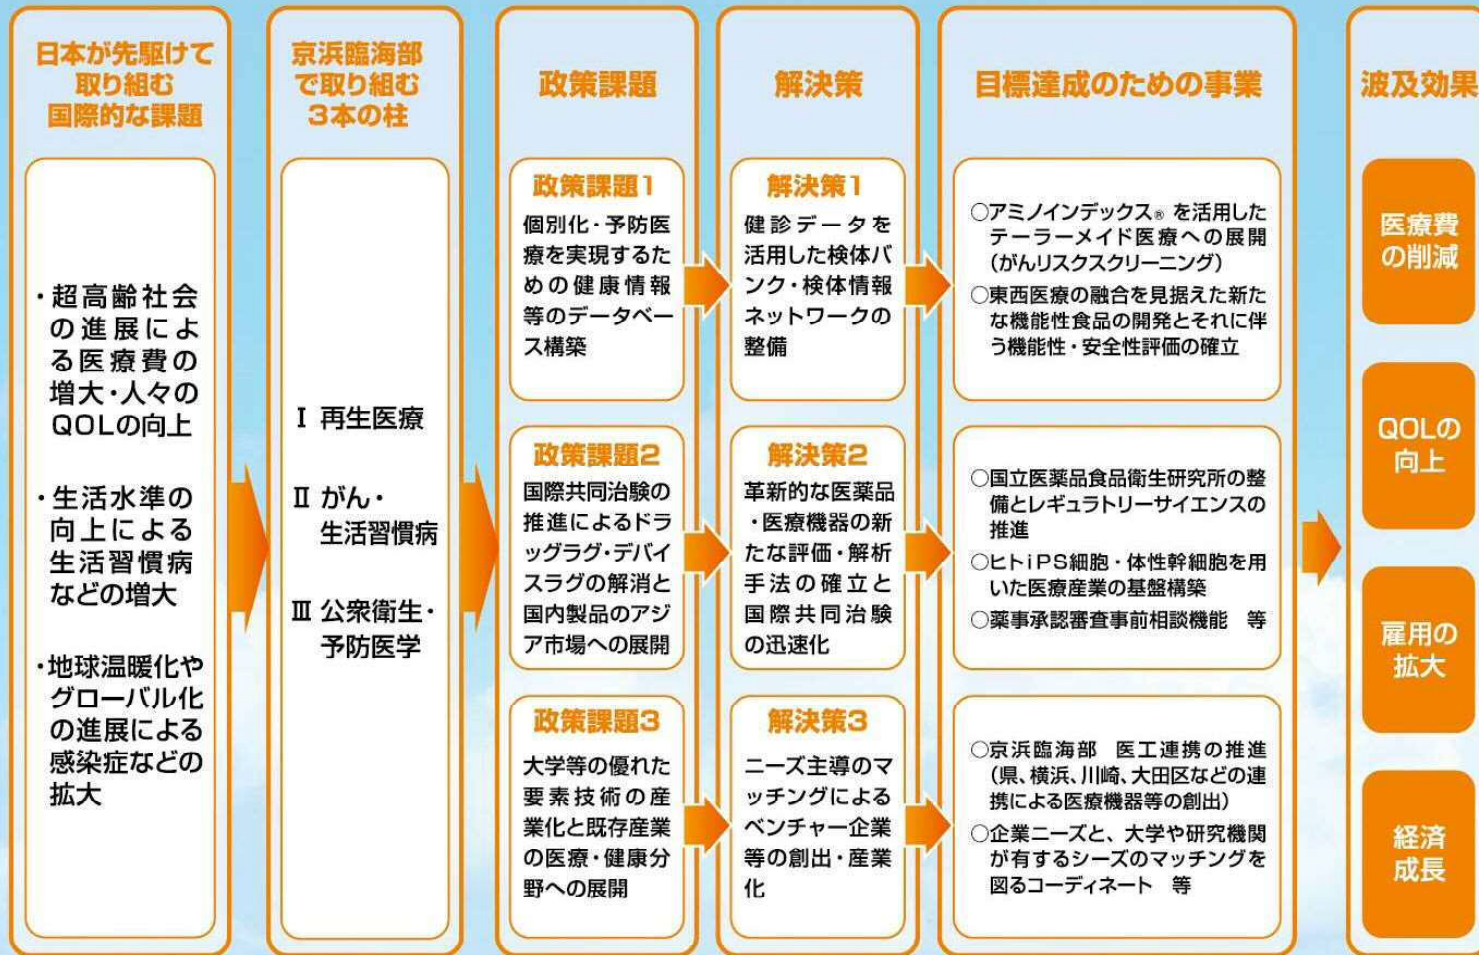 日本が先駆けて
取り組む
国際的な課題
・超高齢社会
の進展によ
る医療費の
増大・人々の
QOLの向上
・生活水準の
向上による
生活習慣病
などの増大
・地球温暖化や
グローバル化
の進展による
感染症などの
拡大
京浜臨海部
で取り組む
3本の柱
Ⅰ 再生医療
Ⅱ がん・
生活習慣病
Ⅲ 公衆衛生・
予防医学
政策課題
政策課題1
個別化・予防医
療を実現するた
めの健康情報
等のデータベー
ス構築
政策課題2
国際共同治験の
推進によるドラ
ッグラグ・デバイ
スラグの解消と
国内製品のアジ
ア市場への展開
政策課題3
大学等の優れた
要素技術の産
業化と既存産業
の医療・健康分
野への展開
解決策
解決策1
健診データを
活用した検体バ
ンク・検体情報
ネットワークの
整備
解決策2
革新的な医薬品
・医療機器の新
たな評価・解析
手法の確立と
国際共同治験
の迅速化
解決策3
ニーズ主導のマ
ッチングによる
ベンチャー企業
等の創出・産業
化
目標達成のための事業
○アミノインデックス® を活用した
テーラーメイド医療への展開
(がんリスクスクリーニング)
○東西医療の融合を見据えた新た
な機能性食品の開発とそれに伴
う機能性・安全性評価の確立
○国立医薬品食品衛生研究所の整
備とレギュラトリーサイエンスの
推進
○ヒトiPS細胞・体性幹細胞を用
いた医療産業の基盤構築
○薬事承認審査事前相談機能 等
○京浜臨海部 医工連携の推進
(県、横浜、川崎、大田区などの連
携による医療機器等の創出)
○企業ニーズと、大学や研究機関
が有するシーズのマッチングを
図るコーディネート 等
波及効果
医療費
の削減
QOLの
向上
雇用の
拡大
経済
成長